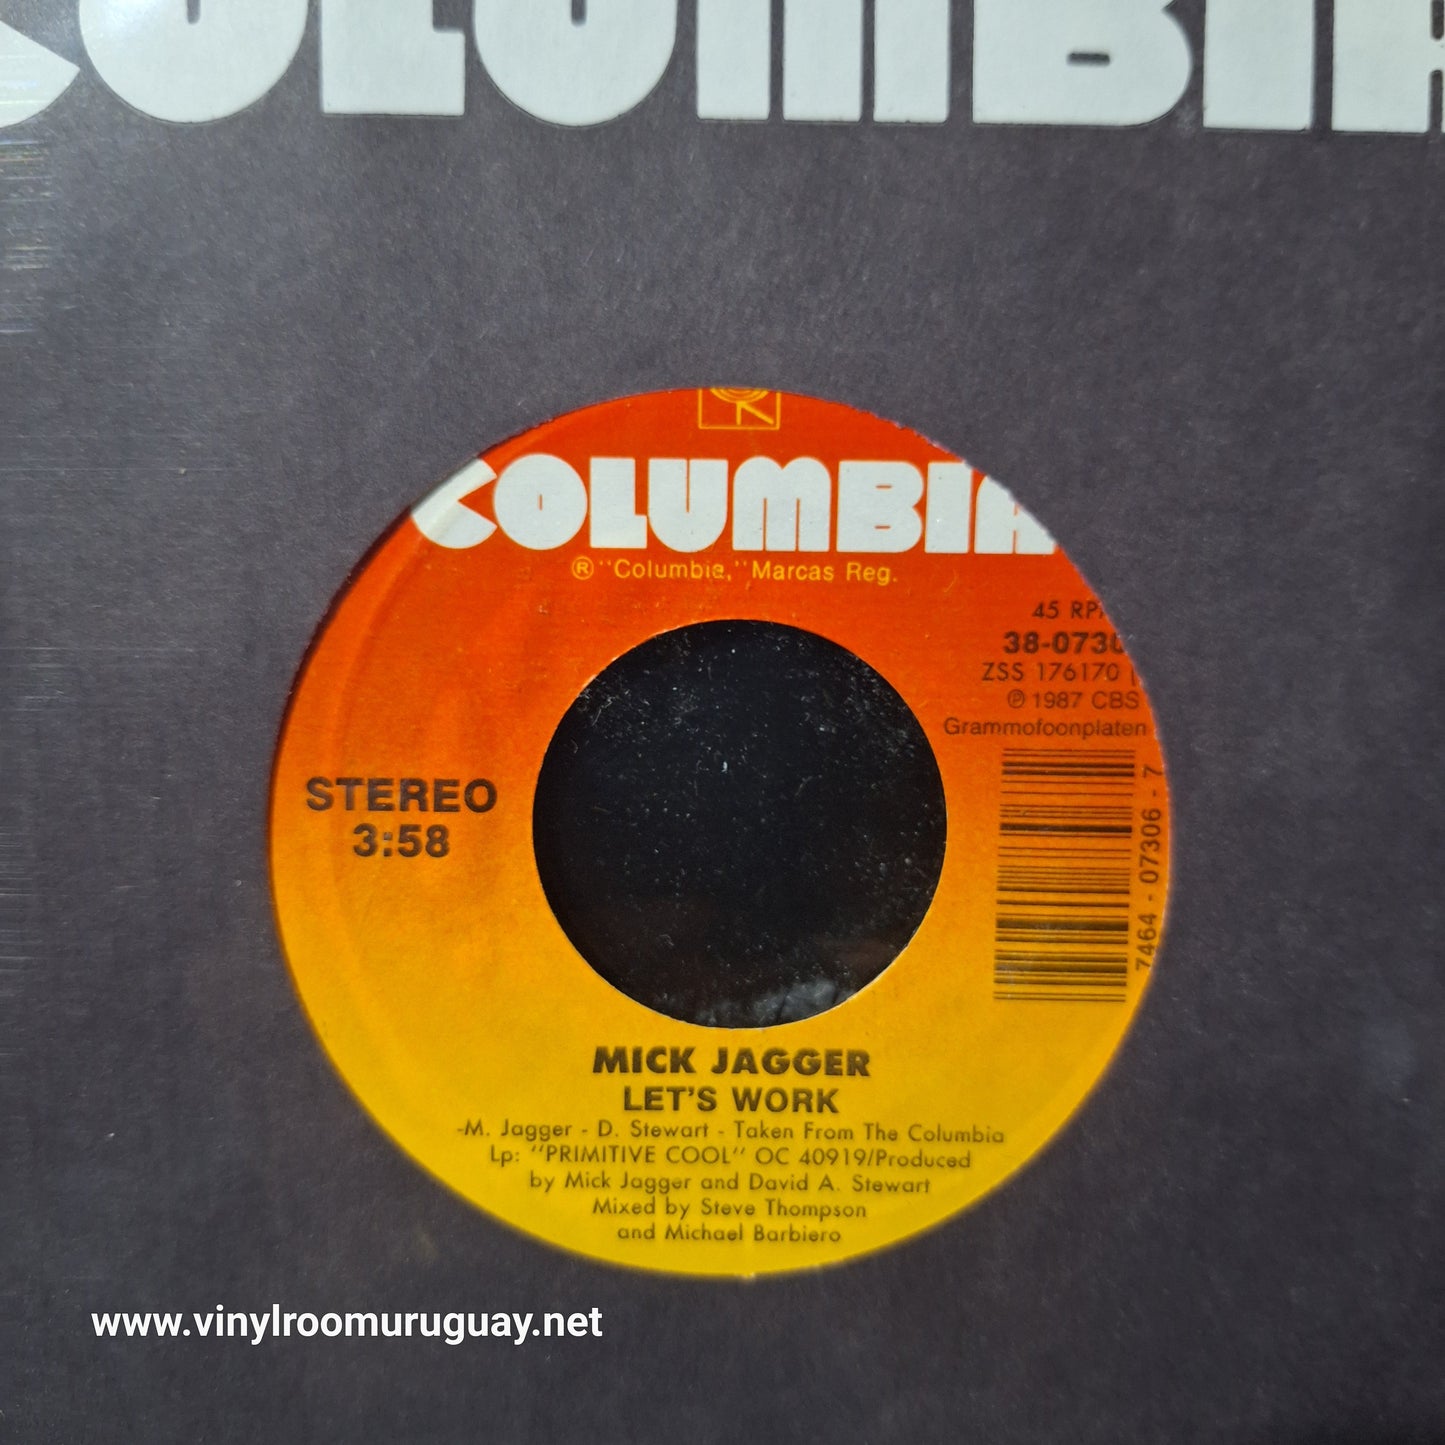 COLUMBIA
COLUMBIA
® "Columbia," Marcas Reg.
45
38-0730
ZSS 176170
℗ 1987 CBS
Grammofoonplaten
STEREO
3:58
7464 - 07306 - 7
MICK JAGGER
LET'S WORK
-M. Jagger - D. Stewart - Taken From The Columbia
Lp: "PRIMITIVE COOL" OC 40919/Produced
by Mick Jagger and David A. Stewart
Mixed by Steve Thompson
and Michael Barbiero
www.vinylroomuruguay.net